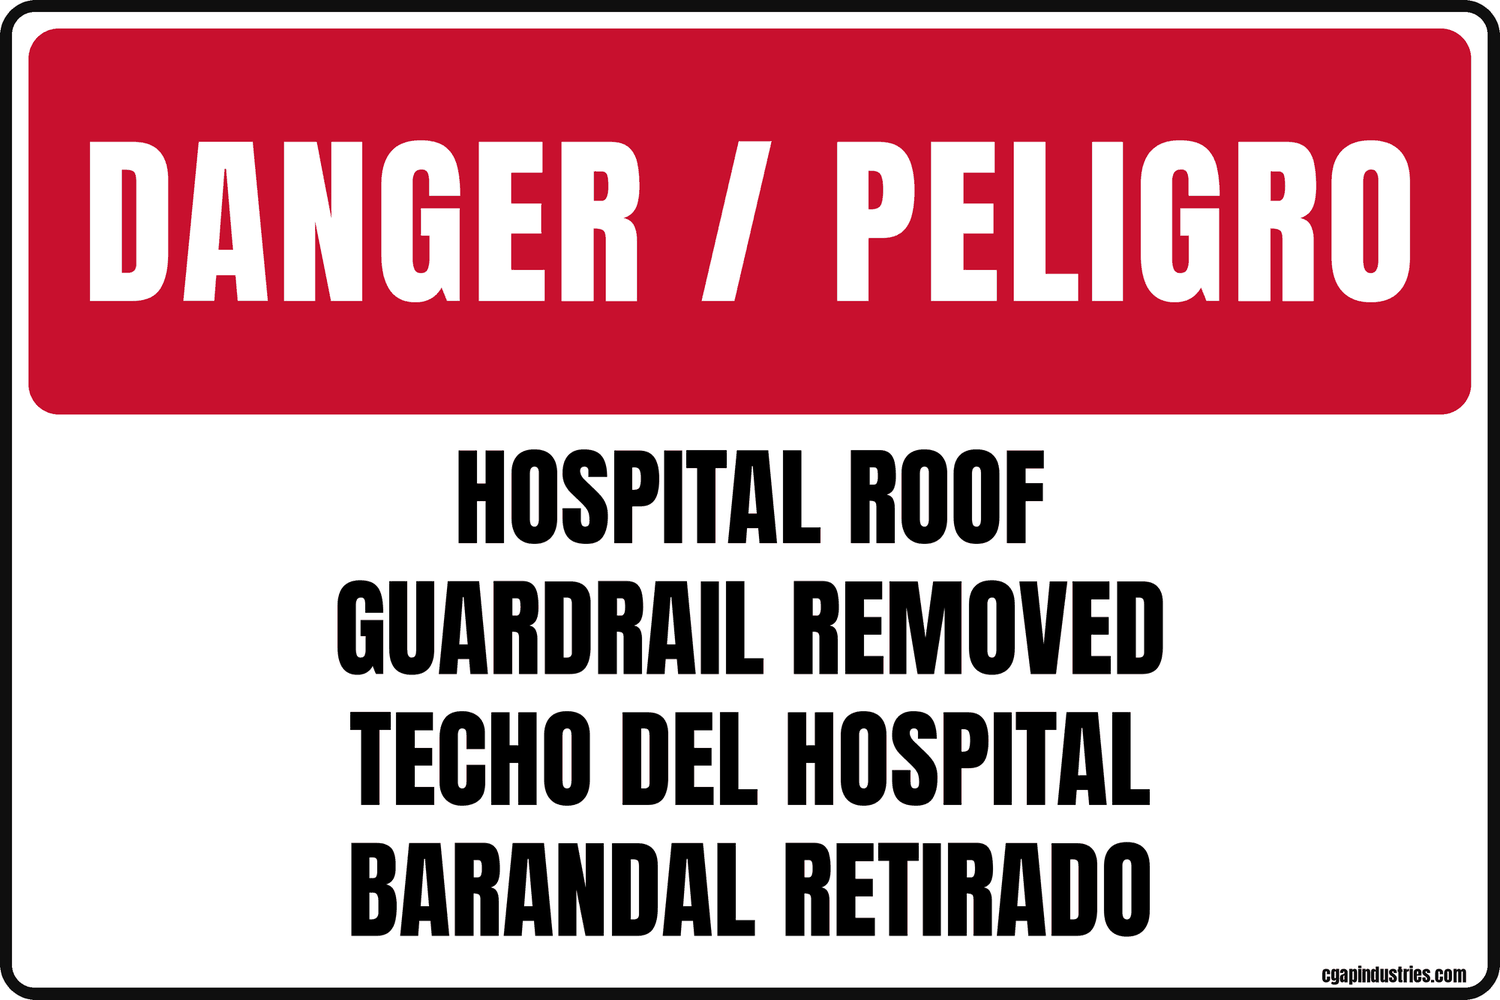 DANGER / PELIGRO
HOSPITAL ROOF
GUARDRAIL REMOVED
TECHO DEL HOSPITAL
BARANDAL RETIRADO
cgapindustries.com